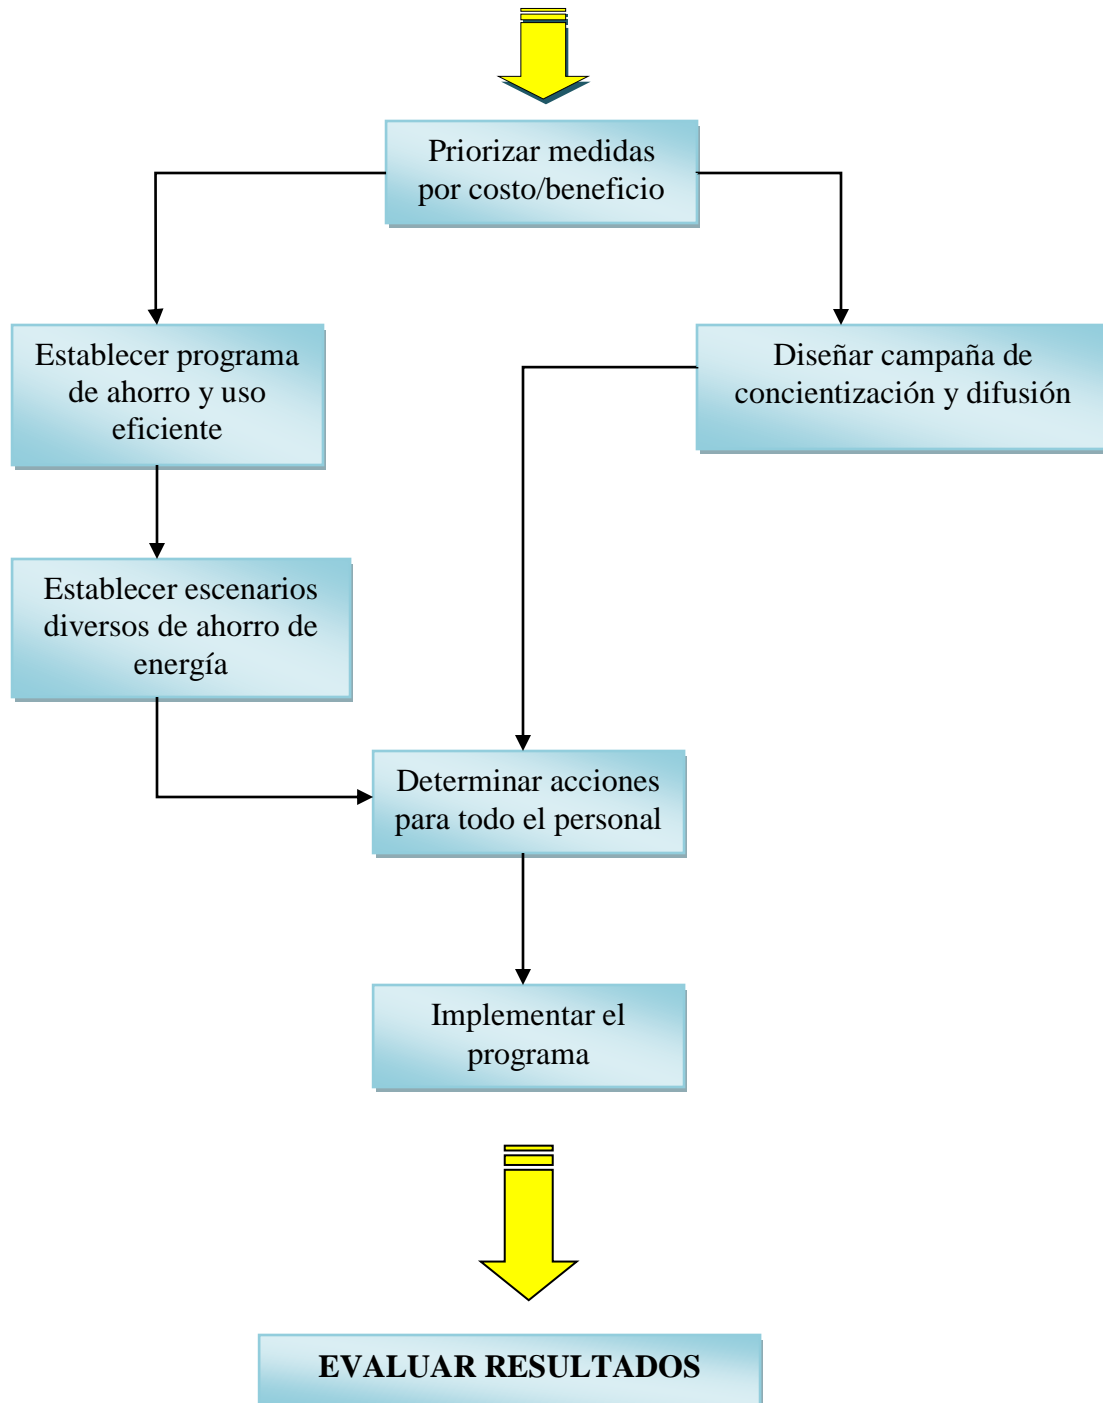 Priorizar medidas
por costo/beneficio
Establecer programa
de ahorro y uso
eficiente
Diseñar campaña de
concientización y difusión
Establecer escenarios
diversos de ahorro de
energía
Determinar acciones
para todo el personal
Implementar el
programa
EVALUAR RESULTADOS